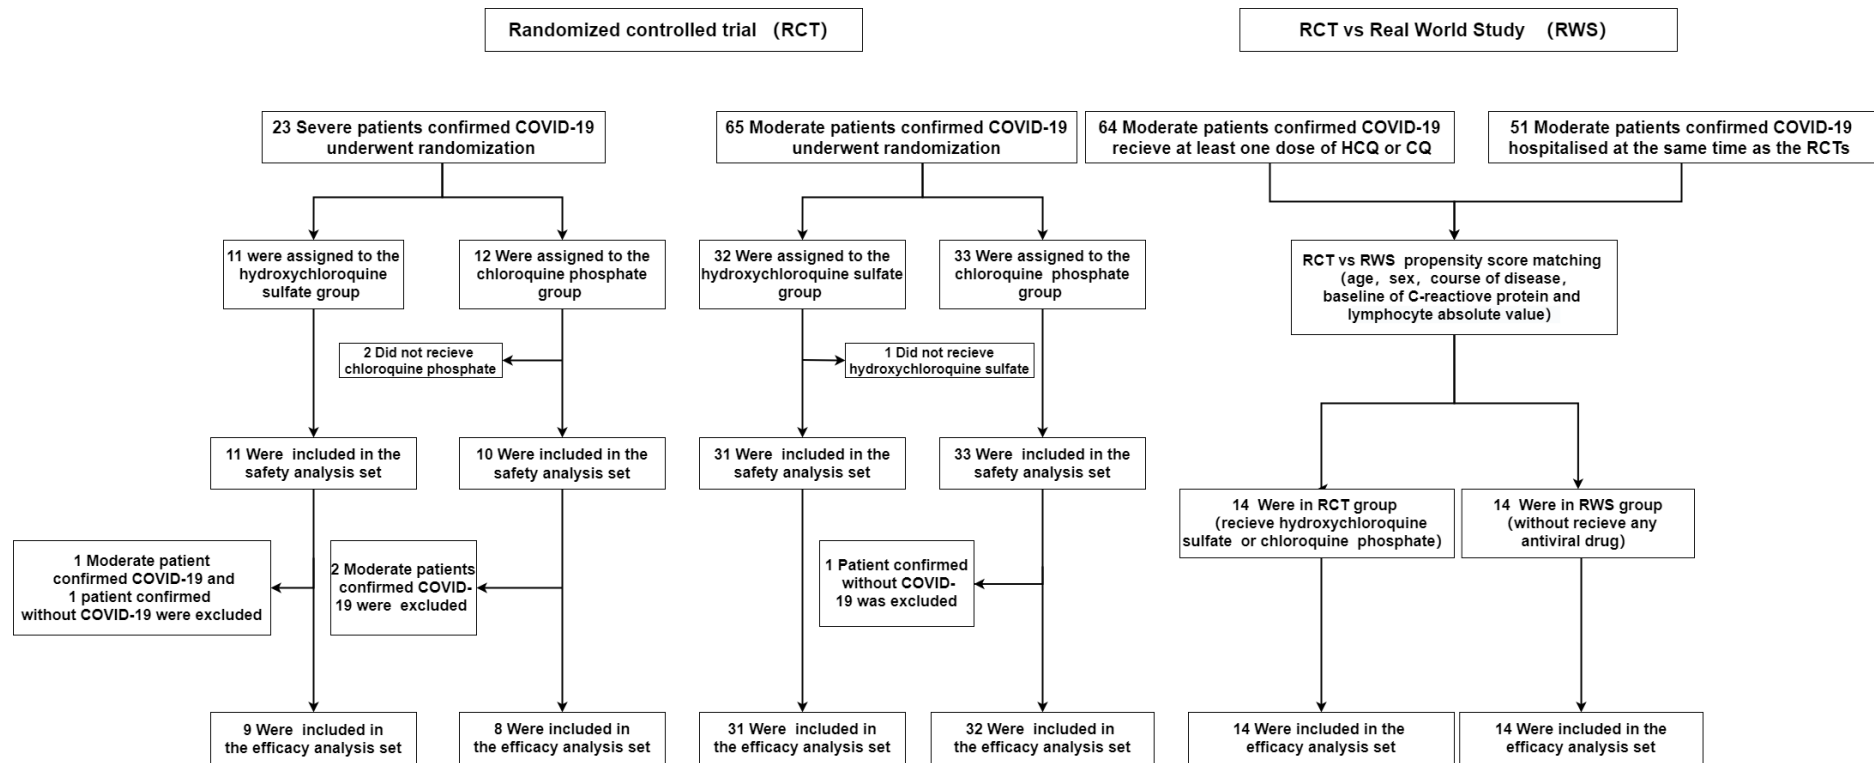 Randomized controlled trial （RCT）
RCT vs Real World Study （RWS）
23 Severe patients confirmed COVID-19
underwent randomization
65 Moderate patients confirmed COVID-19
underwent randomization
64 Moderate patients confirmed COVID-19
recieve at least one dose of HCQ or CQ
51 Moderate patients confirmed COVID-19
hospitalised at the same time as the RCTs
11 were assigned to the
hydroxychloroquine
sulfate group
12 Were assigned to the
chloroquine phosphate
group
32 Were assigned to the
hydroxychloroquine sulfate
group
33 Were assigned to the
chloroquine phosphate
group
RCT vs RWS propensity score matching
（age，sex，course of disease，
baseline of C-reactiove protein and
lymphocyte absolute value）
2 Did not recieve
chloroquine phosphate
1 Did not recieve
hydroxychloroquine sulfate
11 Were included in the
safety analysis set
10 Were included in the
safety analysis set
31 Were included in the
safety analysis set
33 Were included in the
safety analysis set
14 Were in RCT group
（recieve hydroxychloroquine
sulfate or chloroquine phosphate）
14 Were in RWS group
（without recieve any
antiviral drug）
1 Moderate patient
confirmed COVID-19 and
1 patient confirmed
without COVID-19 were excluded
2 Moderate patients
confirmed COVID-
19 were excluded
1 Patient confirmed
without COVID-
19 was excluded
9 Were included in
the efficacy analysis set
8 Were included in
the efficacy analysis set
31 Were included in
the efficacy analysis set
32 Were included in
the efficacy analysis set
14 Were included in the
efficacy analysis set
14 Were included in the
efficacy analysis set